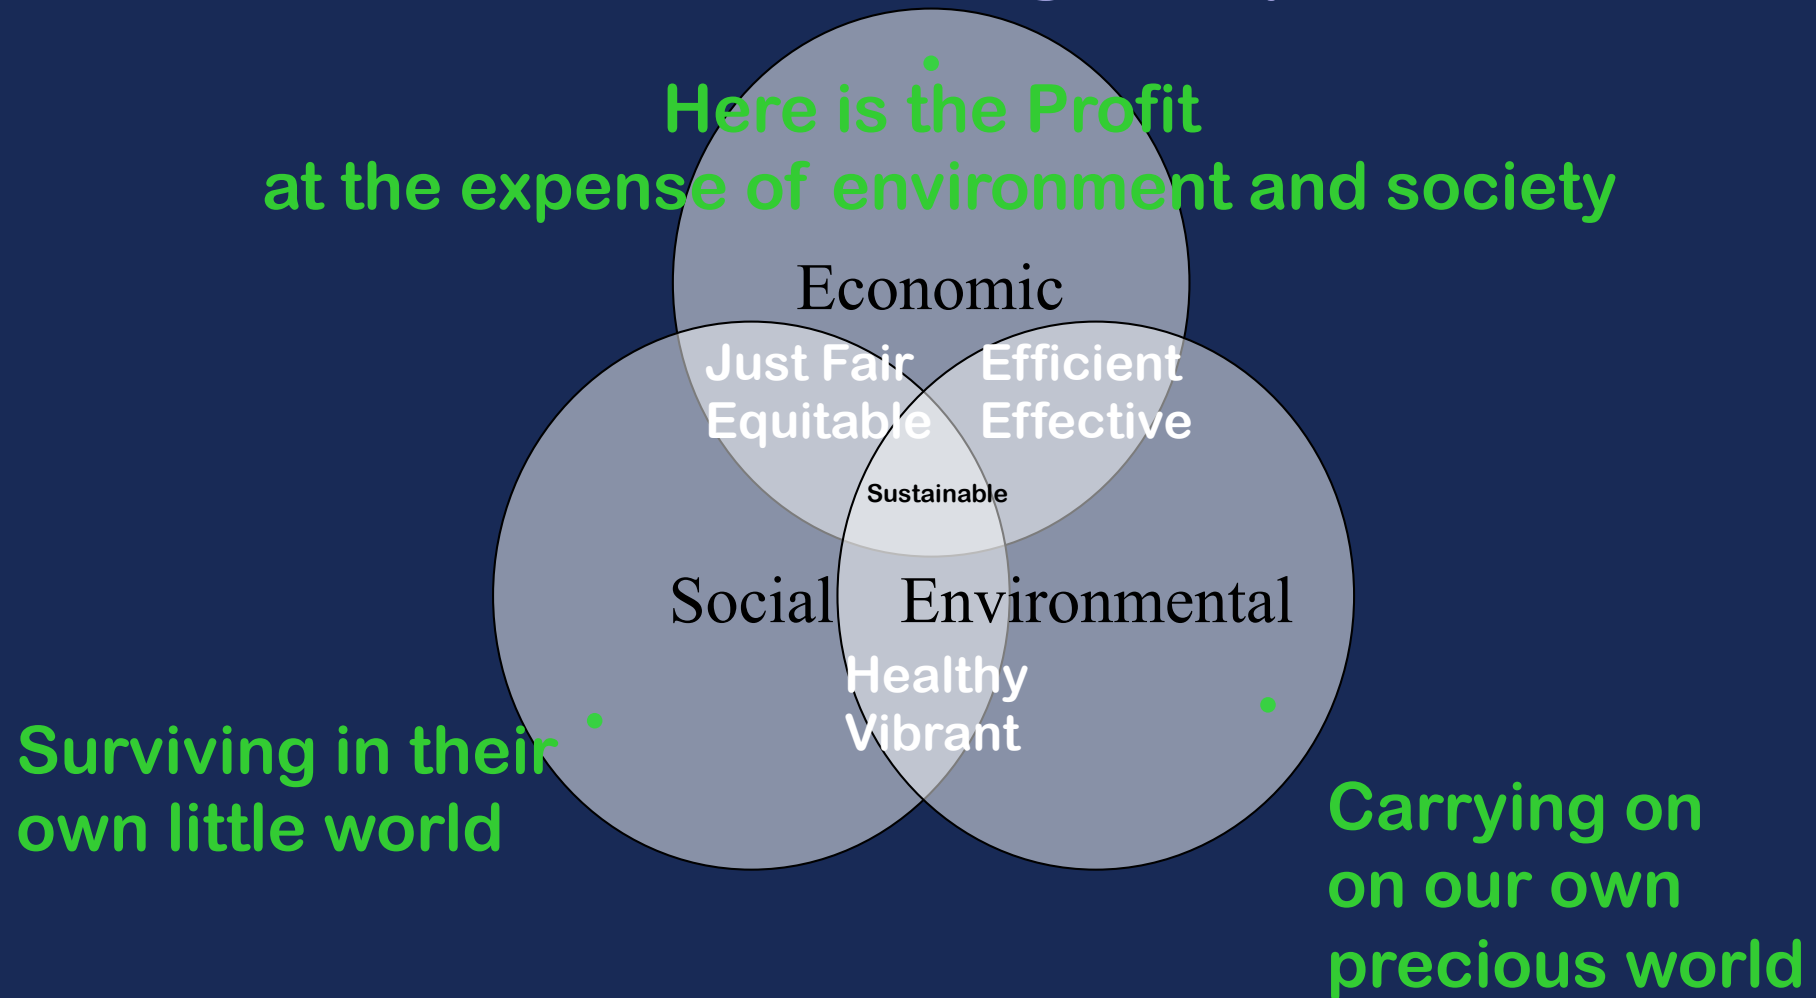 Here is the Profit
at the expense of environment and society
Economic
Just Fair
Equitable
Efficient
Effective
Sustainable
Social
Environmental
Healthy
Vibrant
Surviving in their
own little world
Carrying on
on our own
precious world